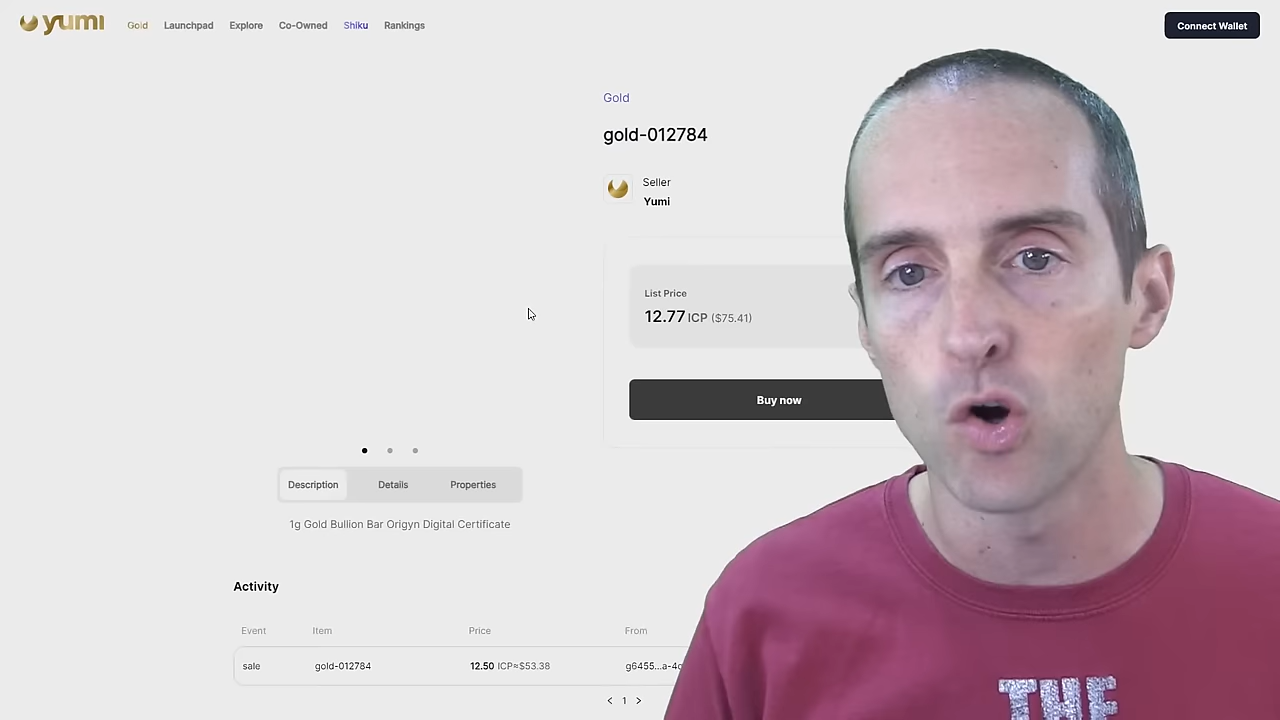 yumi Gold Launchpad Explore Co-Owned Shiku Rankings Connect Wallet
Gold
gold-012784
Seller
Yumi
List Price
12.77 ICP ($75.41)
Buy now
Description Details Properties
1g Gold Bullion Bar Origyn Digital Certificate
Activity
Event Item Price From
sale gold-012784 12.50 ICP≈$53.38 g6455...a-4c
< 1 >
THE